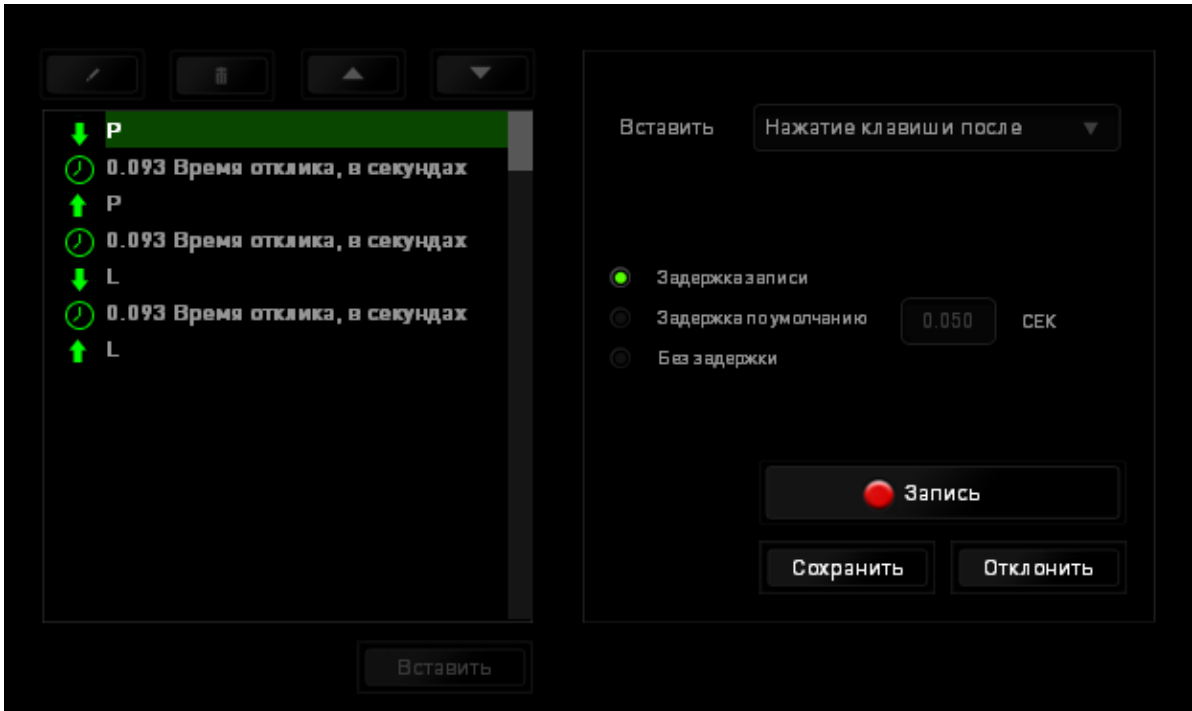 P
0.093 Время отклика, в секундах
P
0.093 Время отклика, в секундах
L
0.093 Время отклика, в секундах
L
Вставить
Вставить Нажатие клавиши после
Задержка записи
Задержка по умолчанию 0.050 СЕК
Без задержки
Запись
Сохранить Отклонить